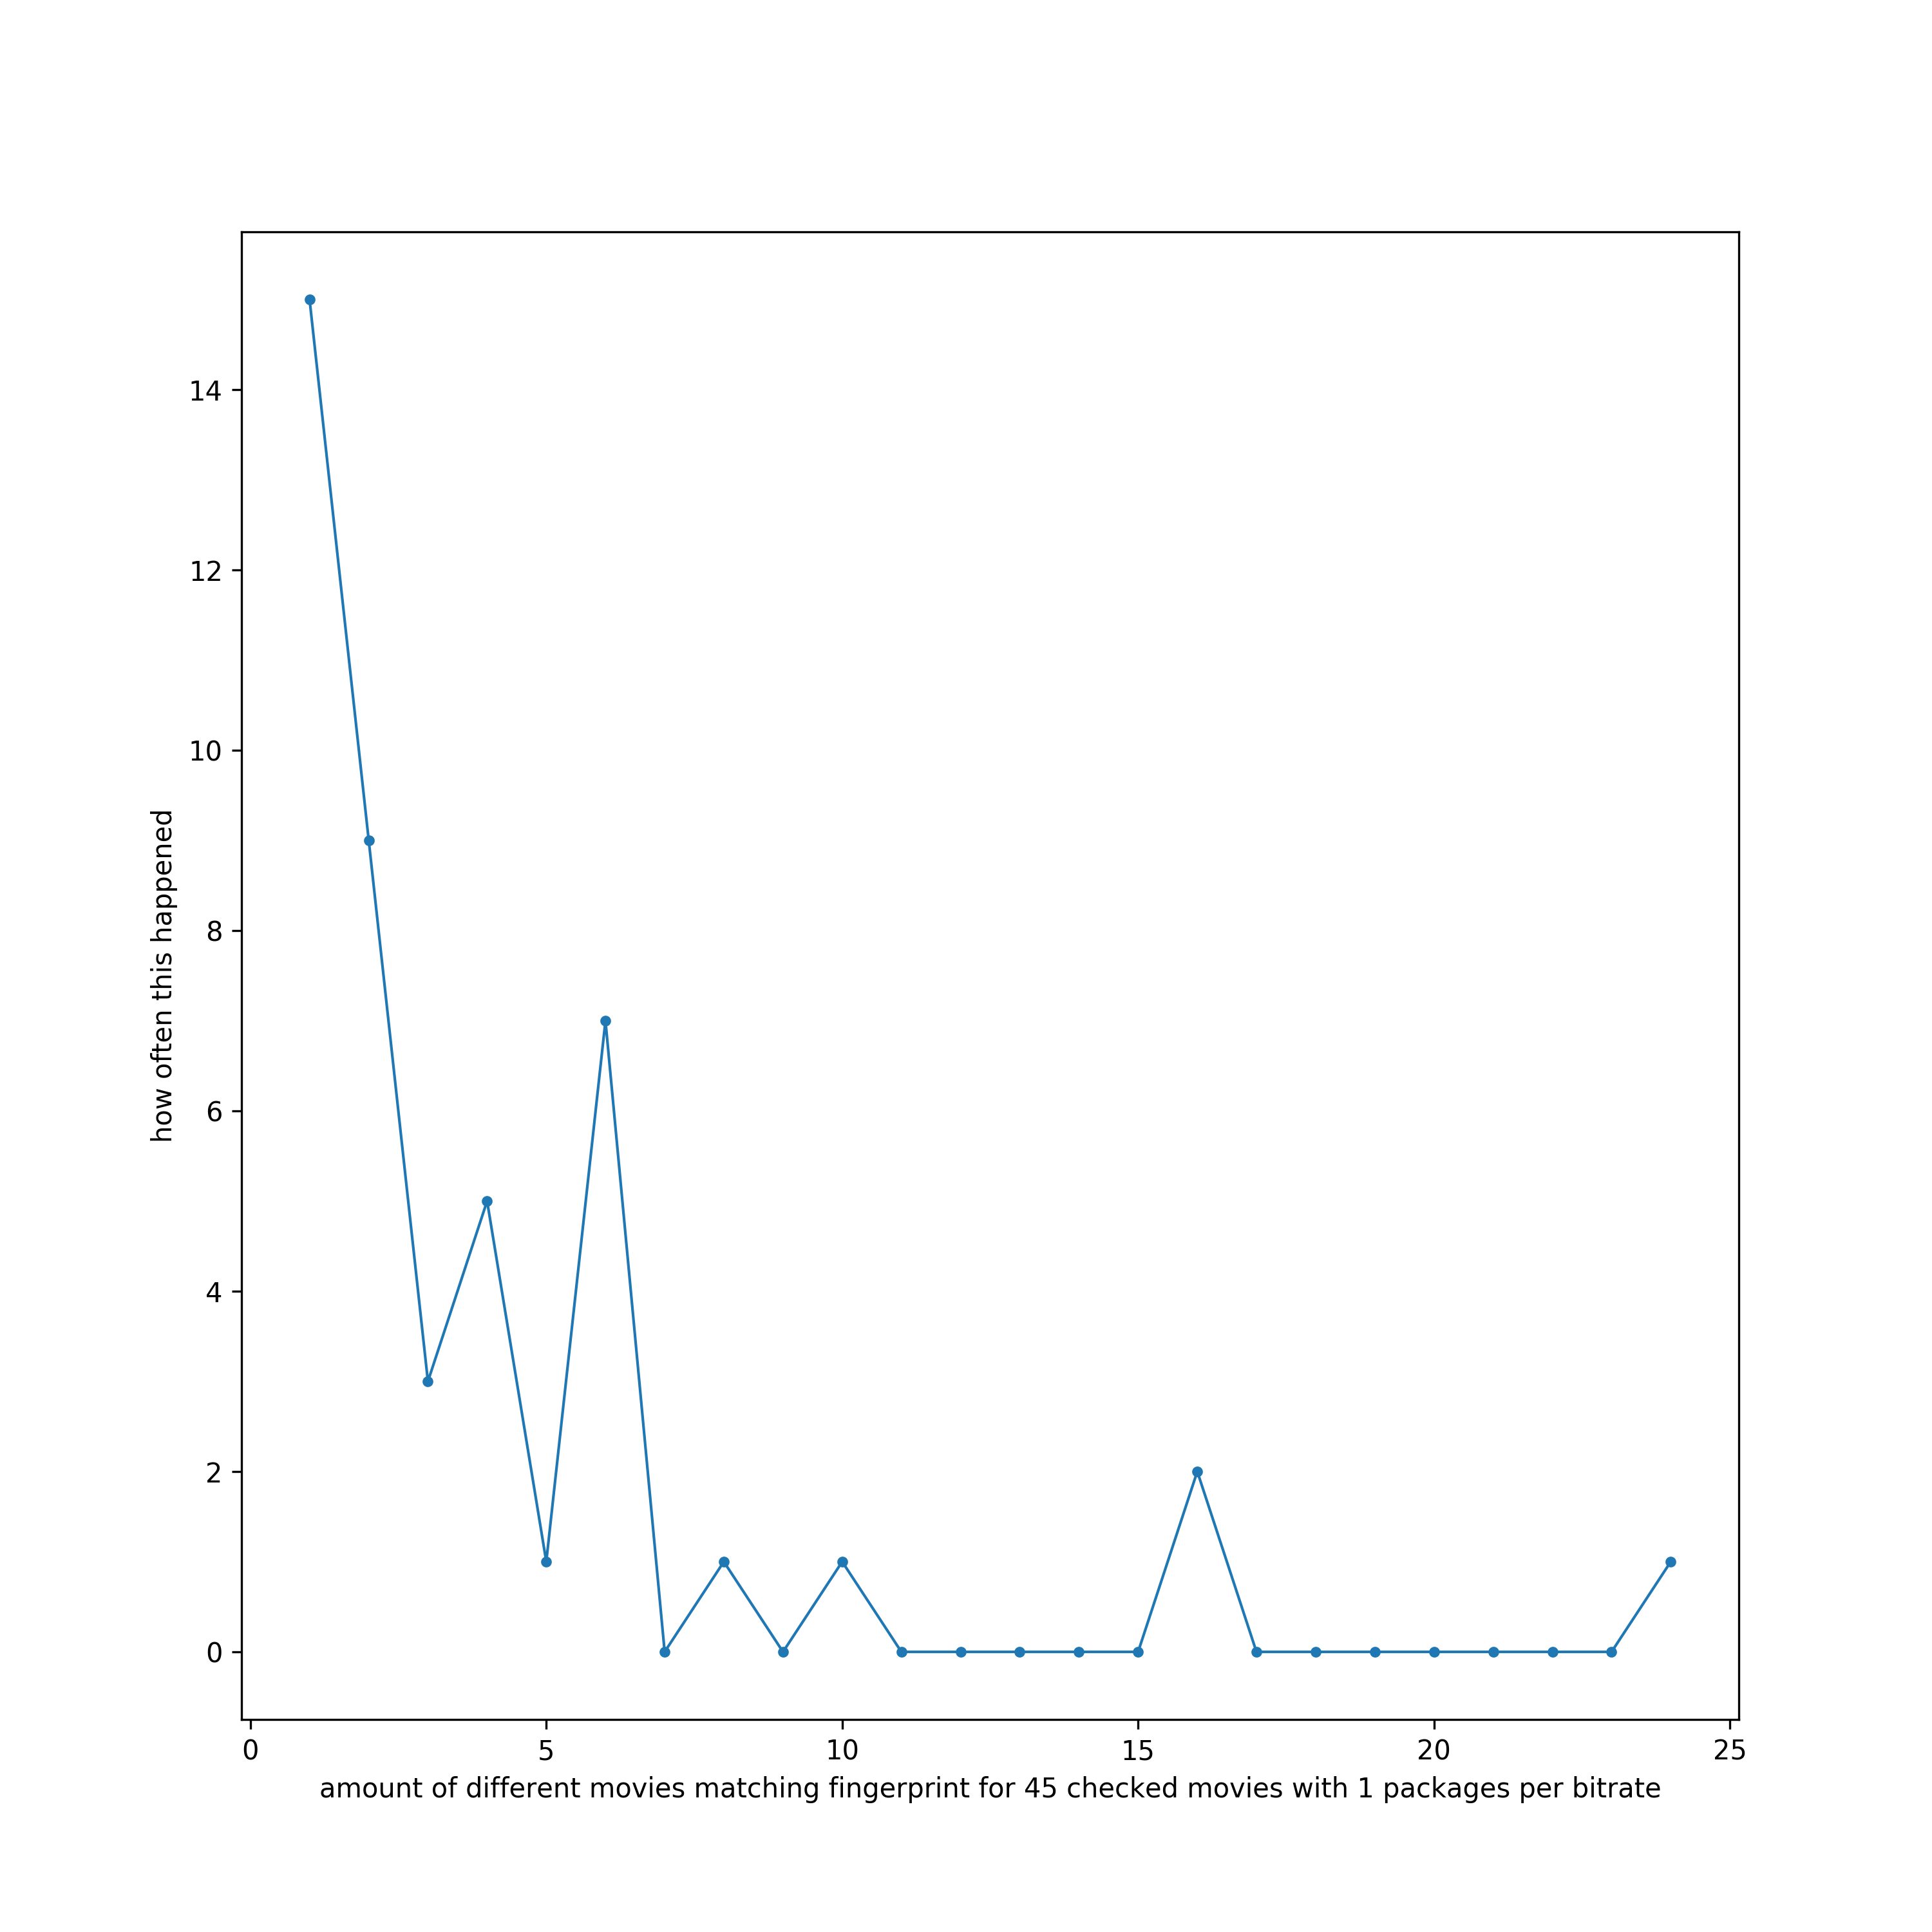 14
12
10
8
6
4
2
0
how often this happened
0 5 10 15 20 25
amount of different movies matching fingerprint for 45 checked movies with 1 packages per bitrate